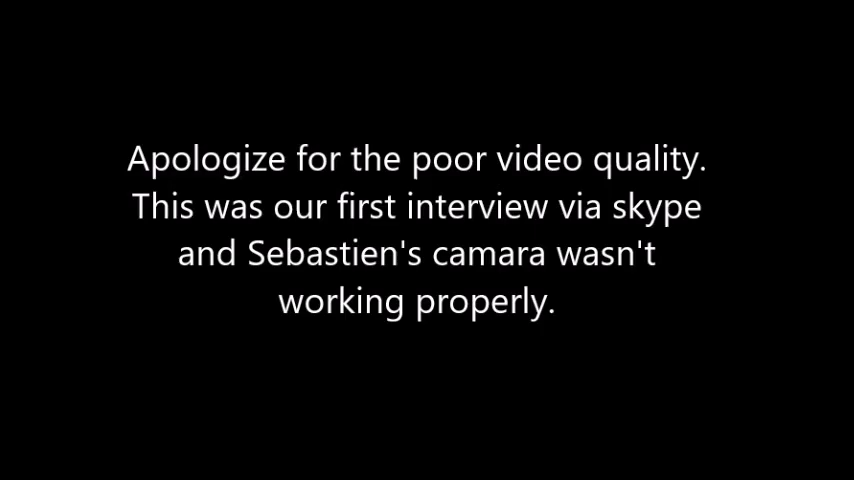 Apologize for the poor video quality.
This was our first interview via skype
and Sebastien's camara wasn't
working properly.